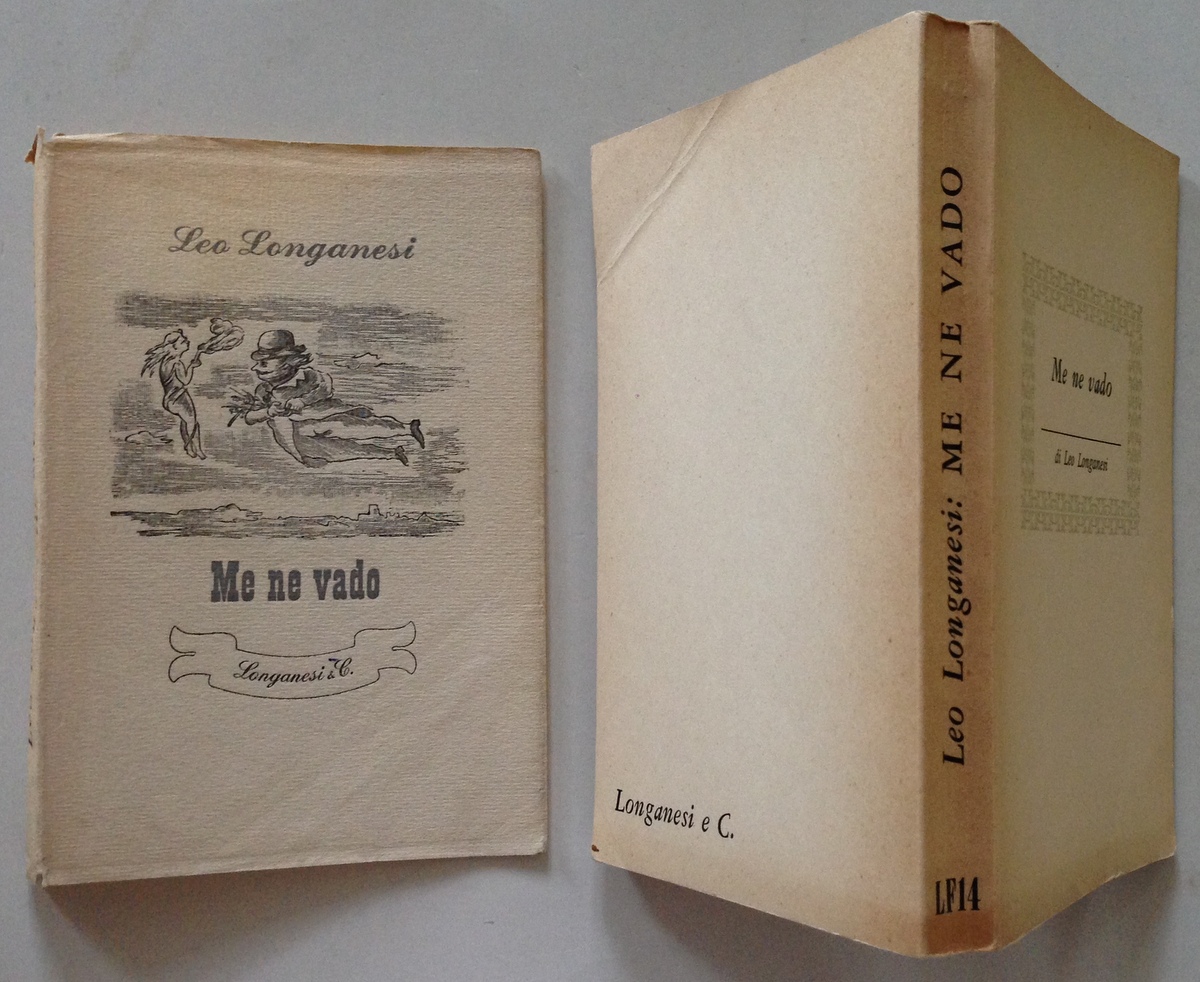 Leo Longanesi
Me ne vado
Longanesi & C.
Longanesi e C.
Leo Longanesi: ME NE VADO
LF14
Me ne vado
di Leo Longanesi